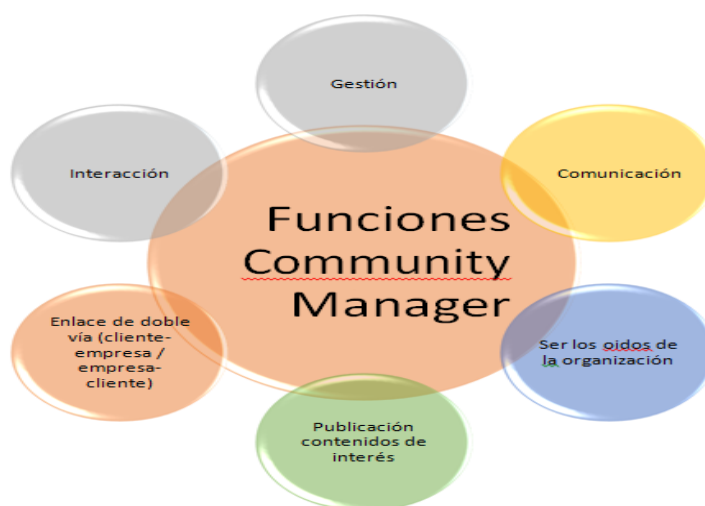 Gestión
Interacción
Comunicación
Funciones
Community
Manager
Enlace de doble
vía (cliente-
empresa /
empresa-
cliente)
Ser los oidos de
la organización
Publicación
contenidos de
interés